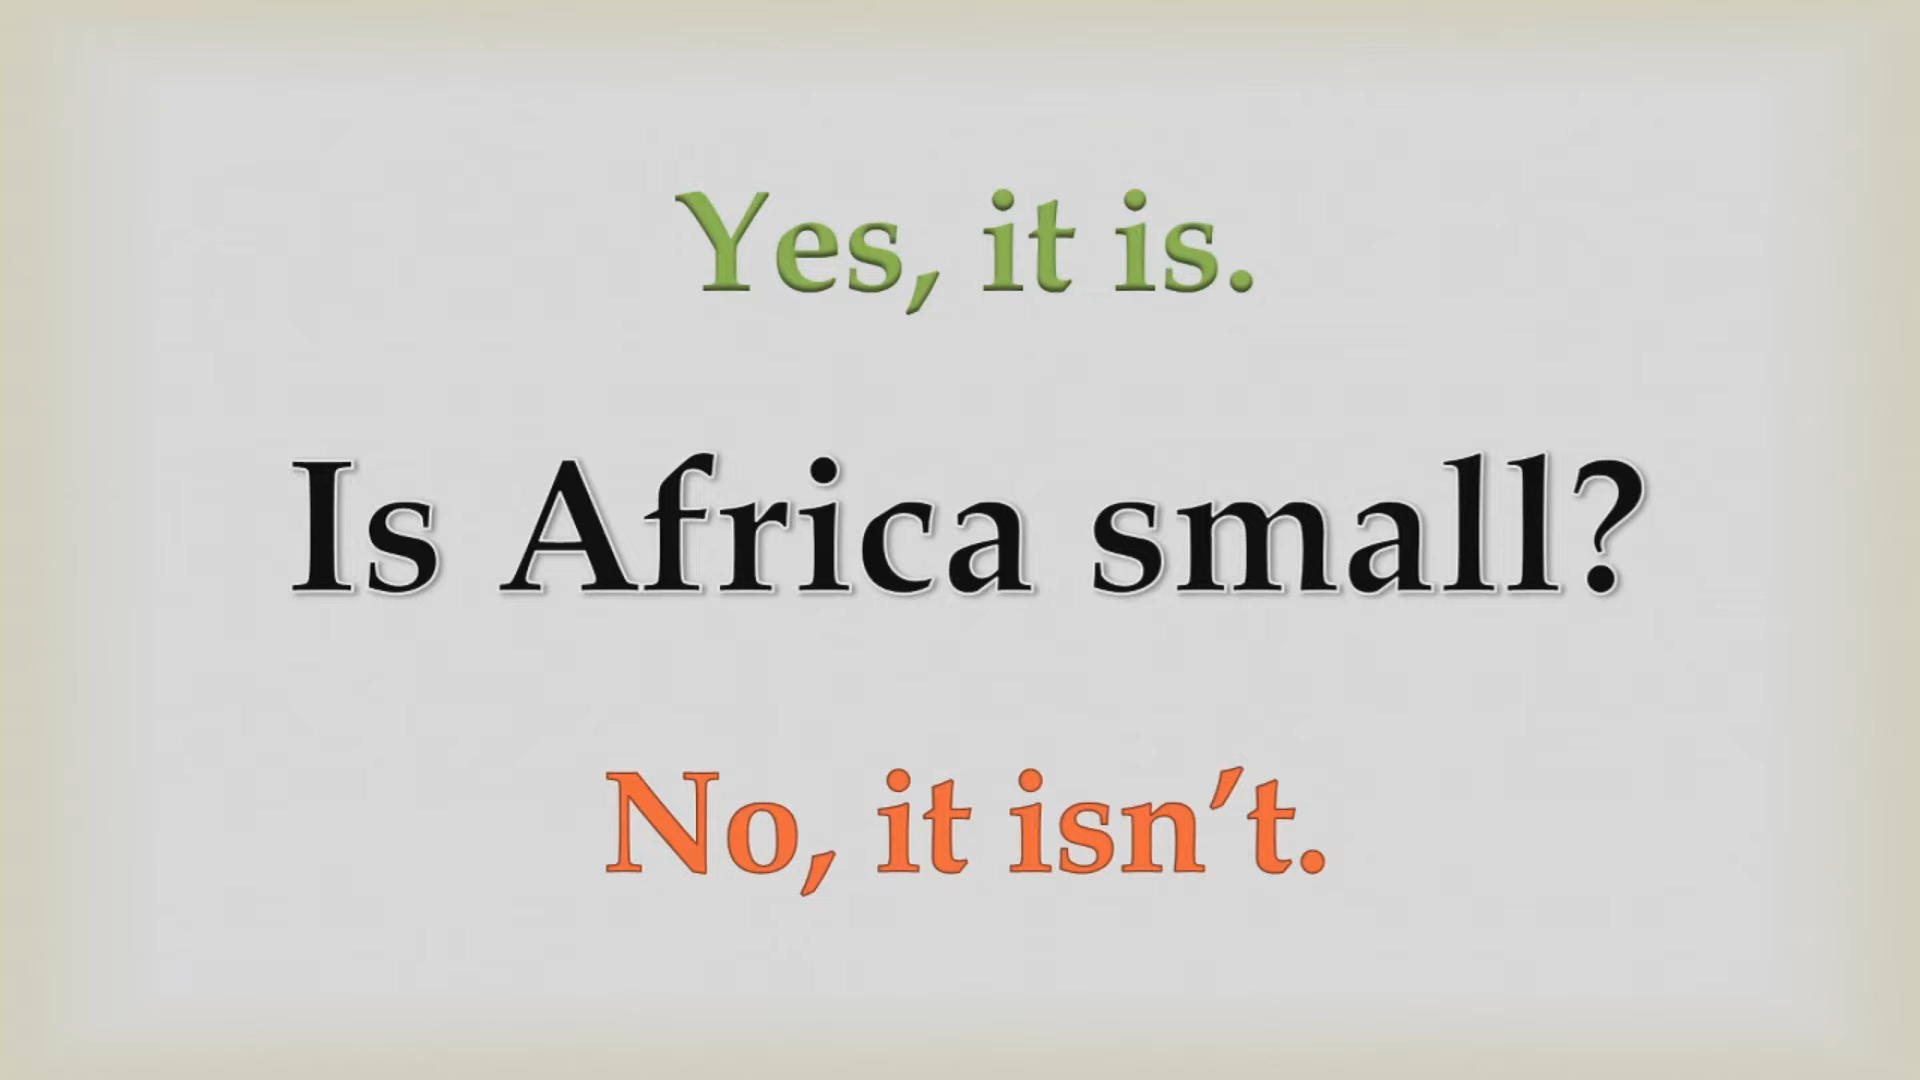 Yes, it is.
Is Africa small?
No, it isn’t.